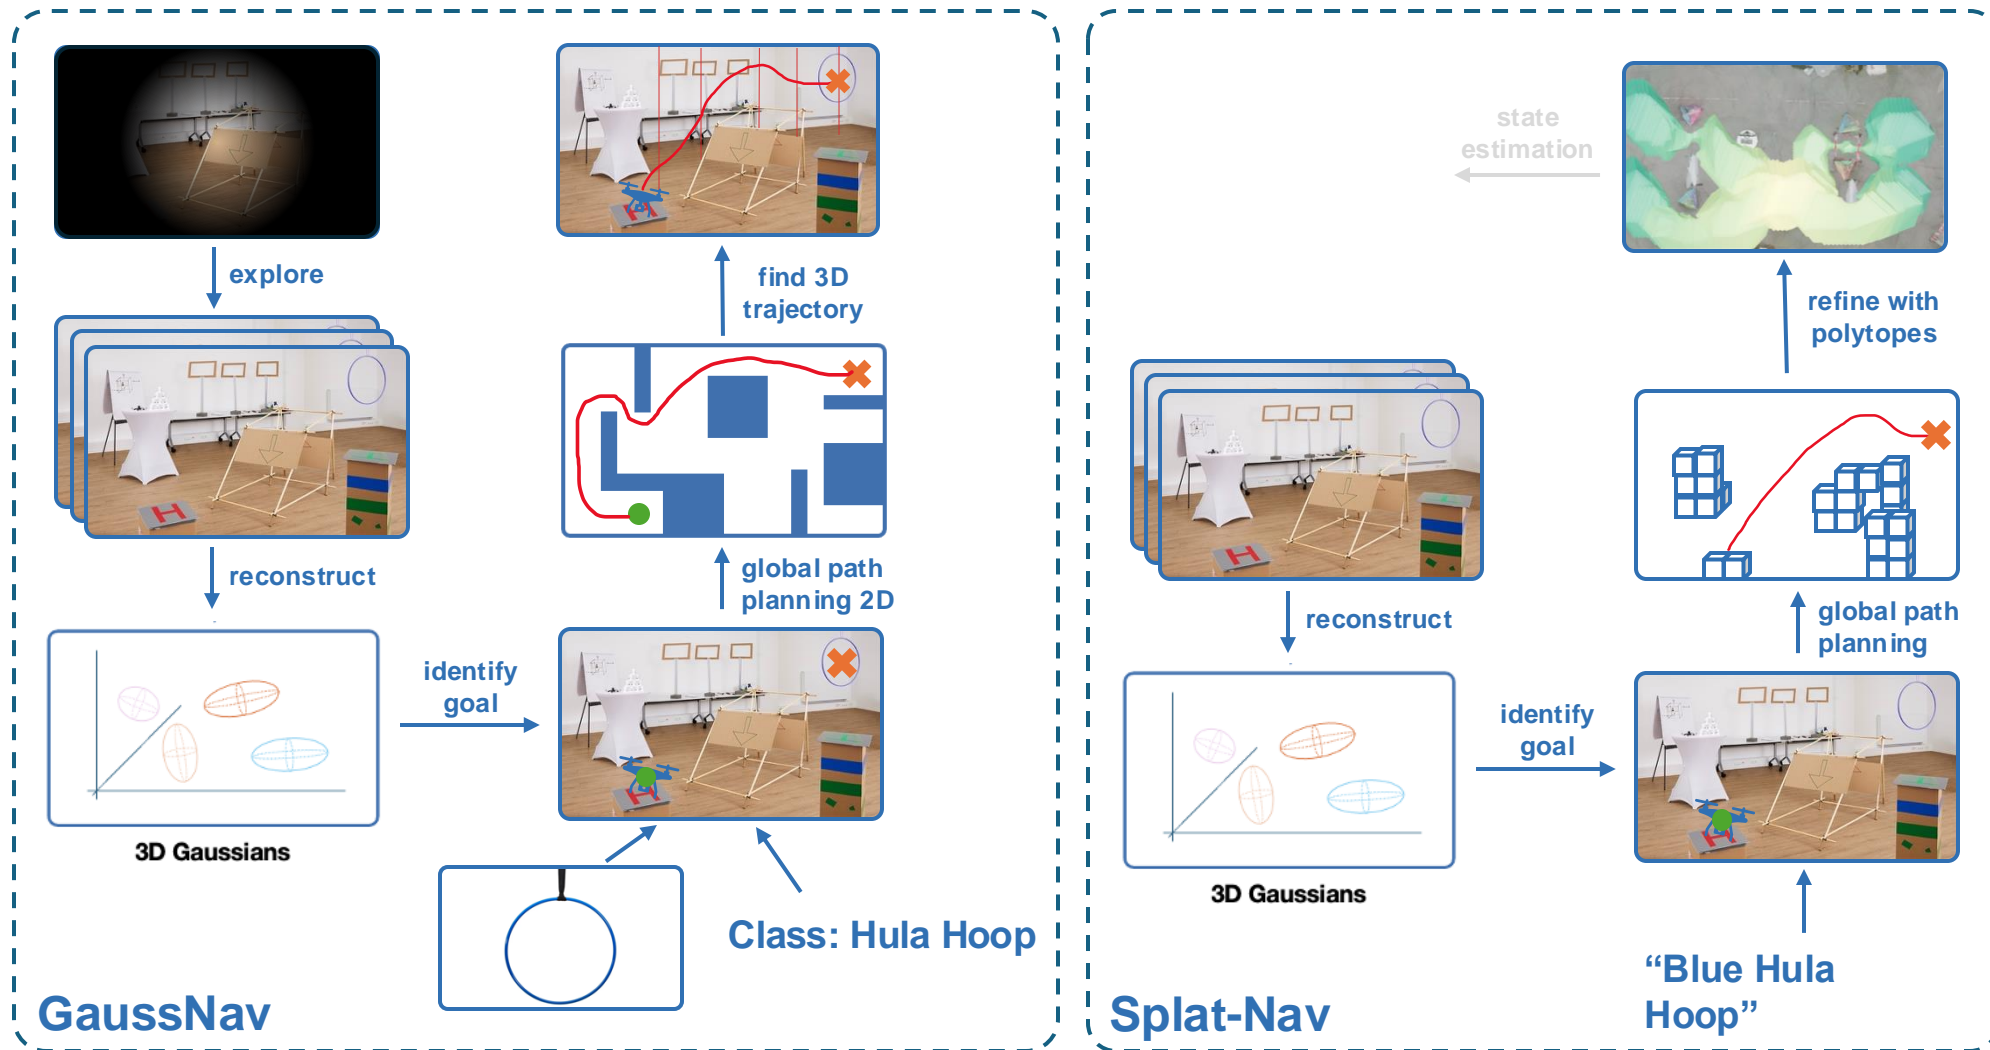 explore
reconstruct
3D Gaussians
identify
goal
Class: Hula Hoop
global path
planning 2D
find 3D
trajectory
GaussNav
reconstruct
3D Gaussians
identify
goal
“Blue Hula
Hoop”
global path
planning
refine with
polytopes
state
estimation
Splat-Nav